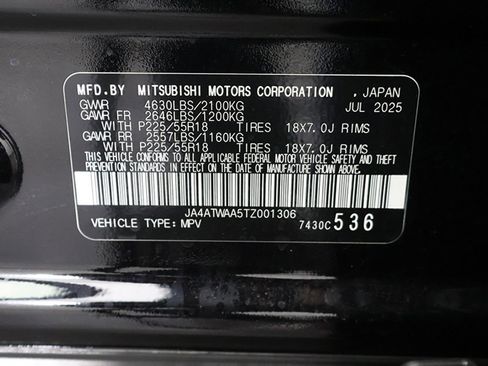 MFD.BY MITSUBISHI MOTORS CORPORATION , JAPAN
GVWR 4630LBS/2100KG JUL 2025
GAWR FR 2646LBS/1200KG
WITH P225/55R18 TIRES 18X7.0J RIMS
GAWR RR 2557LBS/1160KG
WITH P225/55R18 TIRES 18X7.0J RIMS
THIS VEHICLE CONFORMS TO ALL APPLICABLE FEDERAL MOTOR VEHICLE SAFETY AND THEFT
PREVENTION STANDARDS IN EFFECT ON THE DATE OF MANUFACTURE SHOWN ABOVE.
JA4ATWAA5TZ001306
VEHICLE TYPE: MPV 7430C 536